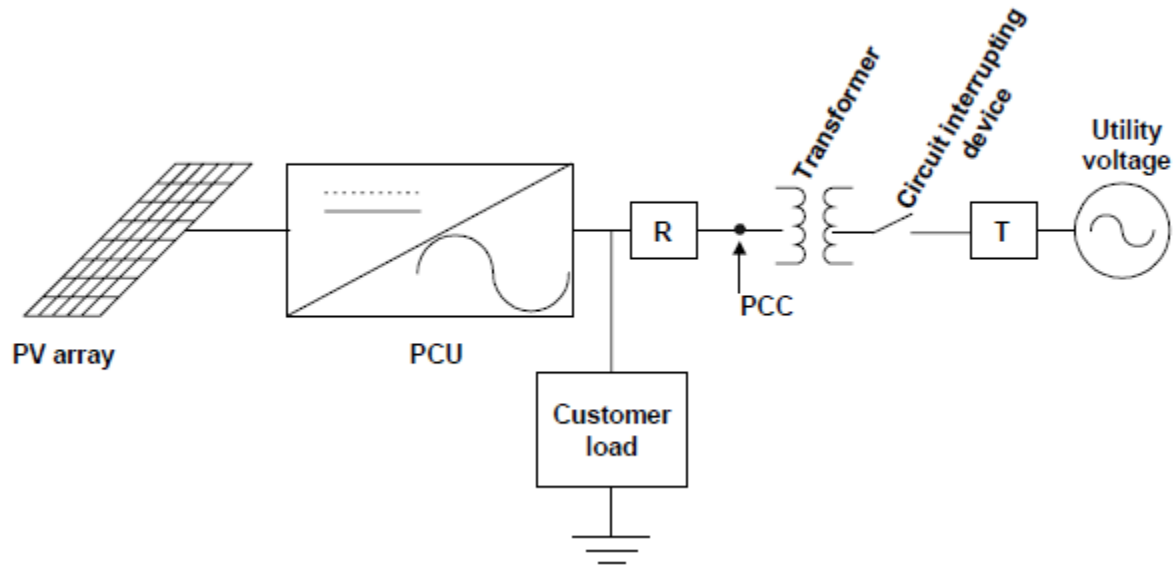 Transformer
Circuit interrupting
device
Utility
voltage
R
T
PCC
PV array
PCU
Customer
load